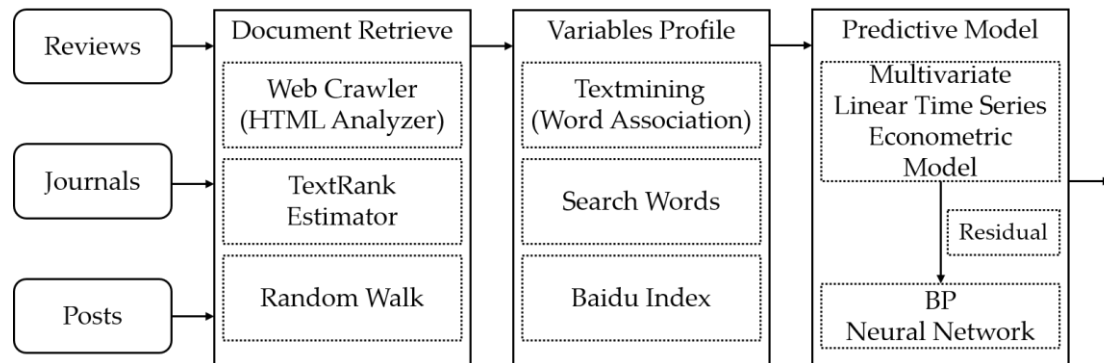 Reviews
Journals
Posts
Document Retrieve
Web Crawler
(HTML Analyzer)
TextRank
Estimator
Random Walk
Variables Profile
Textmining
(Word Association)
Search Words
Baidu Index
Predictive Model
Multivariate
Linear Time Series
Econometric
Model
Residual
BP
Neural Network